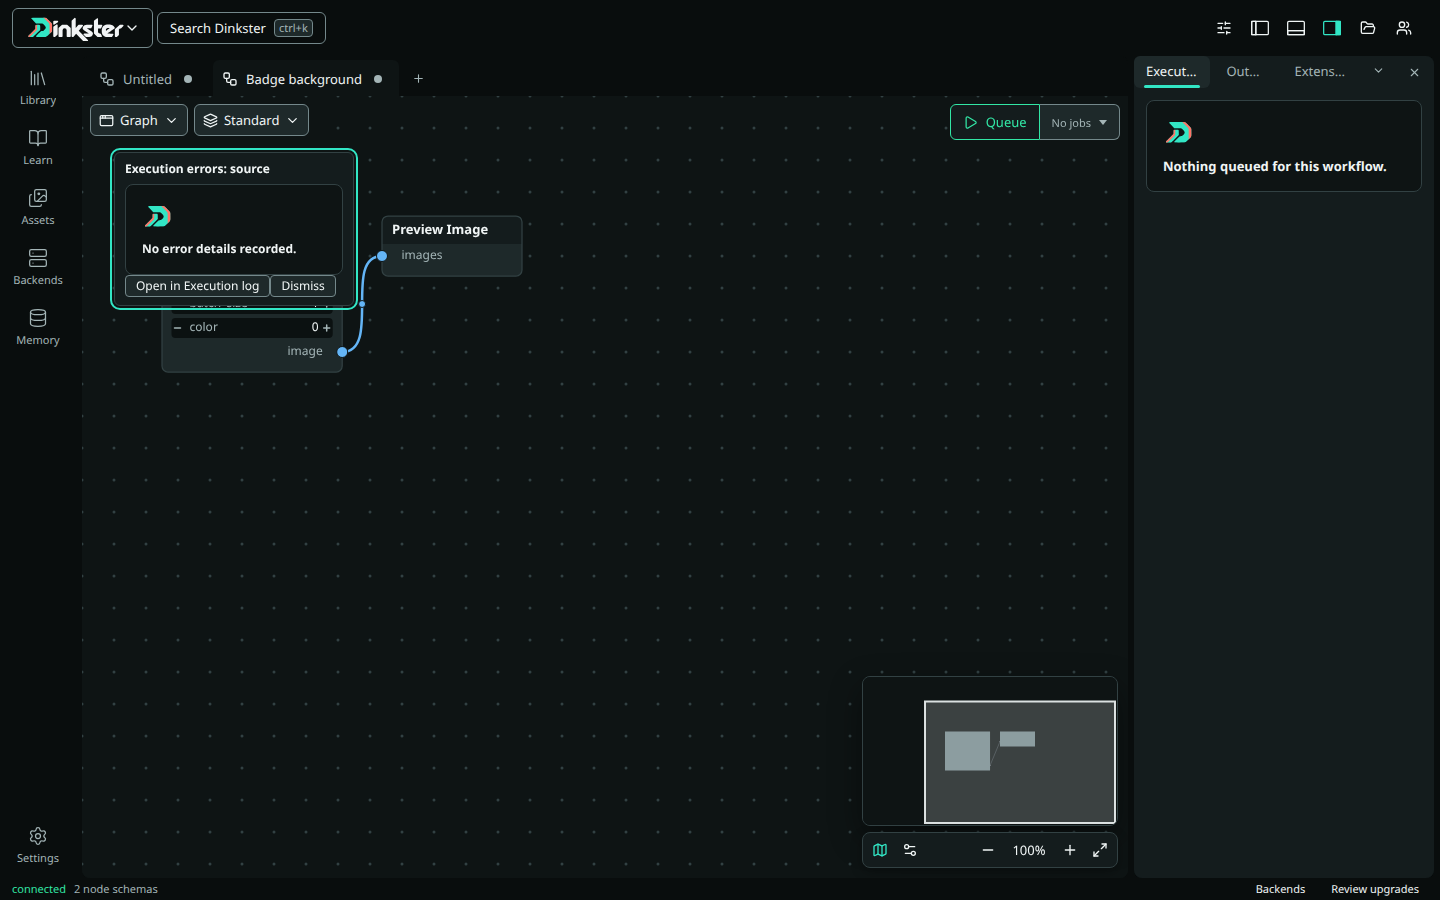 Dinkster
Search Dinkster ctrl+k
Library
Learn
Assets
Backends
Memory
Settings
Untitled
Badge background
Graph
Standard
Queue
No jobs
Execution errors: source
No error details recorded.
Open in Execution log
Dismiss
color 0
image
Preview Image
images
100%
Execut...
Out...
Extens...
Nothing queued for this workflow.
connected 2 node schemas
Backends
Review upgrades